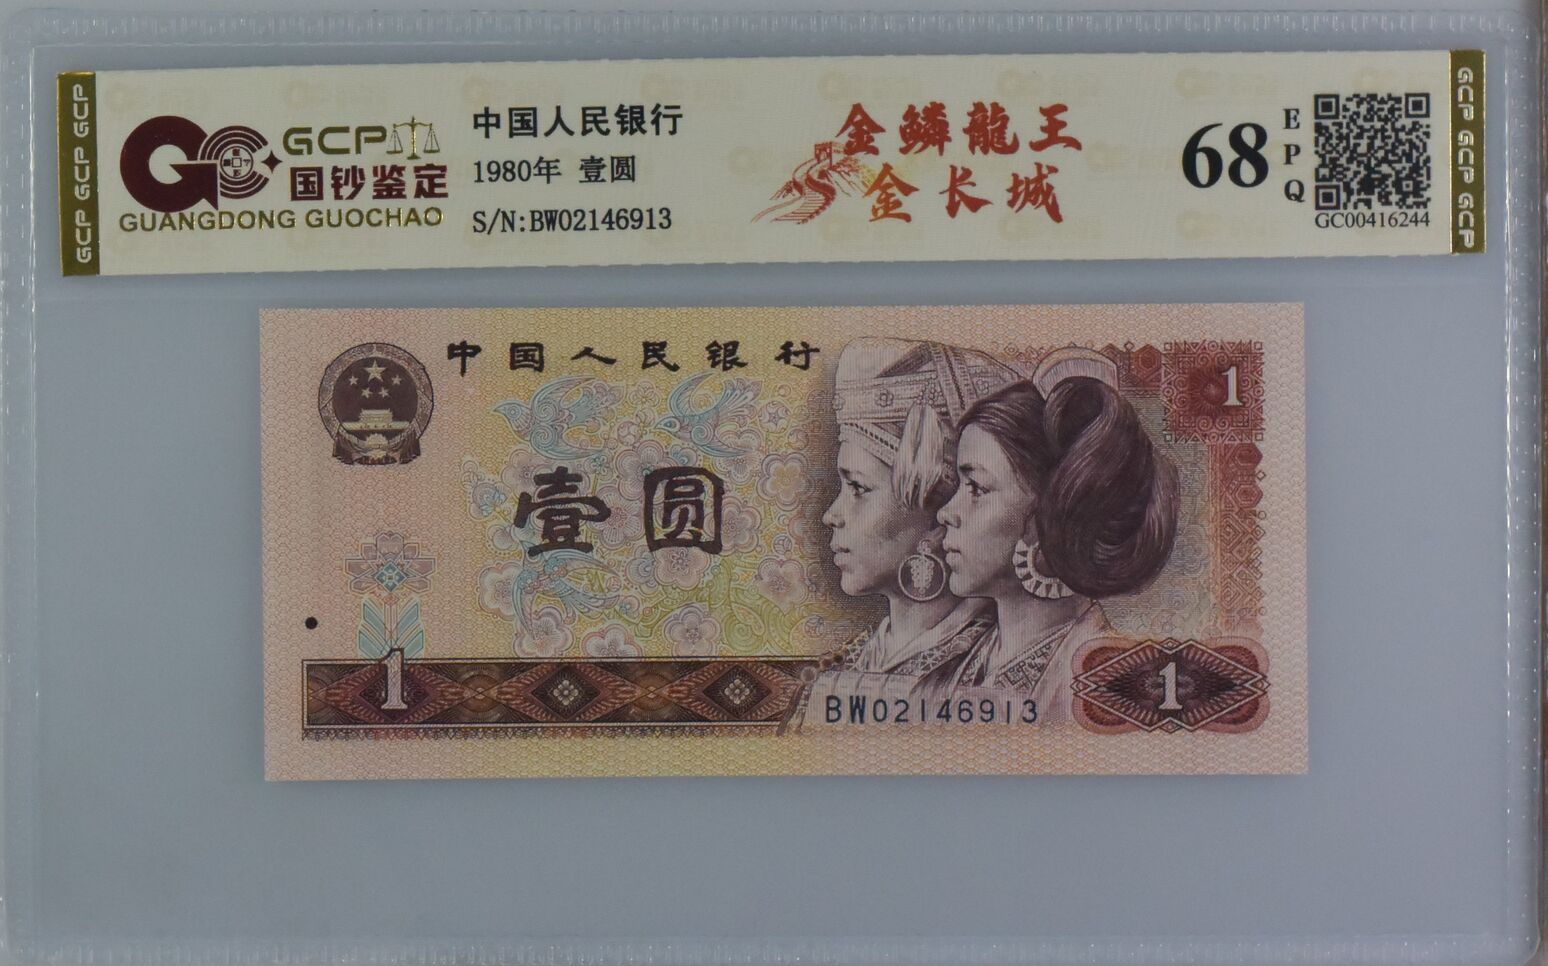 GCP GCP GCP
GCP
国钞鉴定
GUANGDONG GUOCHAO
中国人民银行
1980年 壹圆
S/N:BW02146913
金鳞龍王
金长城
68
EPQ
GC00416244
GCP GCP GCP
中国人民银行
1
壹圆
1
BW02146913
1